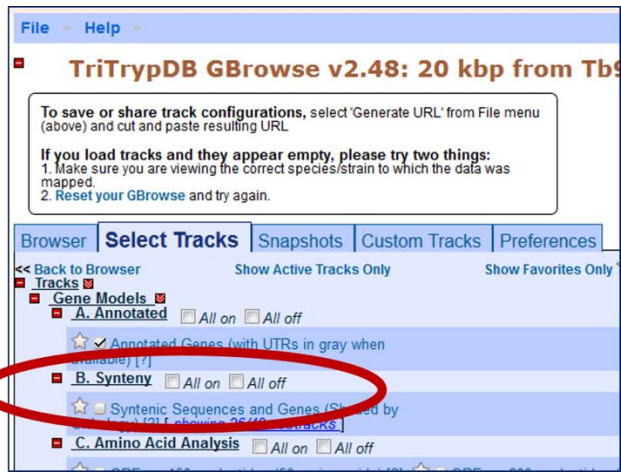 File Help
TriTrypDB GBrowse v2.48: 20 kbp from Tb9
To save or share track configurations, select 'Generate URL' from File menu
(above) and cut and paste resulting URL
If you load tracks and they appear empty, please try two things:
1. Make sure you are viewing the correct species/strain to which the data was
mapped.
2. Reset your GBrowse and try again.
Browser Select Tracks Snapshots Custom Tracks Preferences
<< Back to Browser Show Active Tracks Only Show Favorites Only
Tracks
Gene Models
A. Annotated All on All off
Annotated Genes (with UTRs in gray when
available) [?]
B. Synteny All on All off
Syntenic Sequences and Genes (Shaded by
[?] [ showing subtracks ]
C. Amino Acid Analysis All on All off